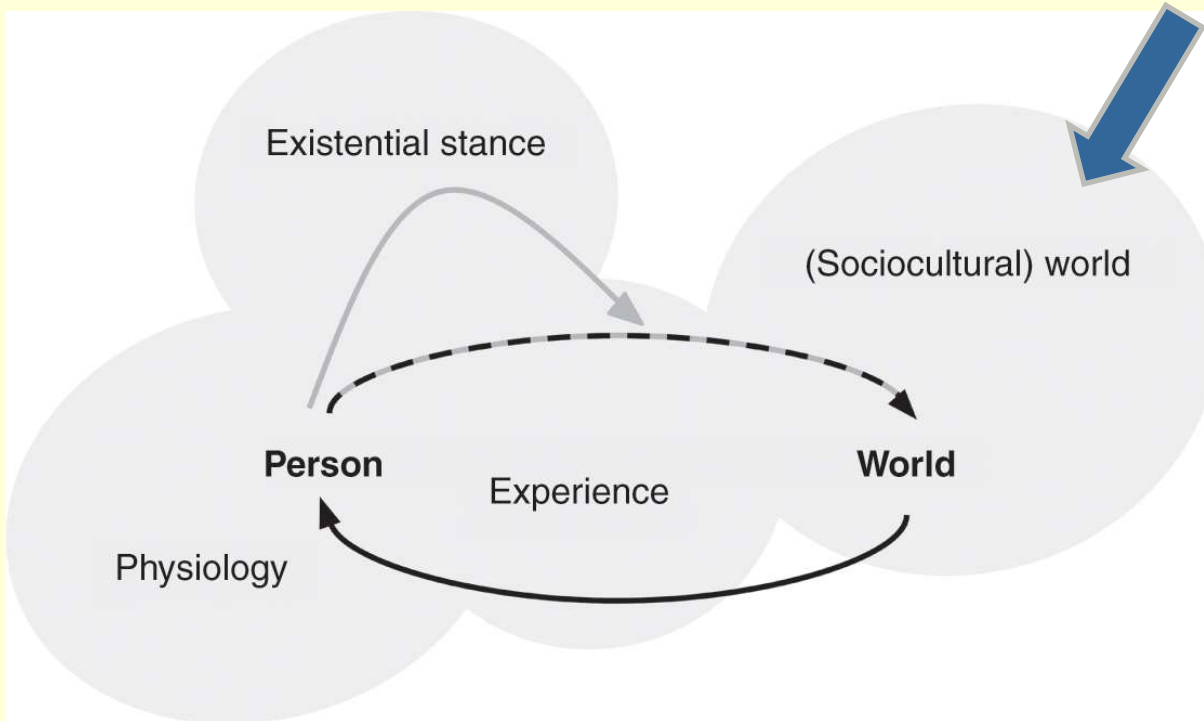 Existential stance
(Sociocultural) world
Person
World
Experience
Physiology